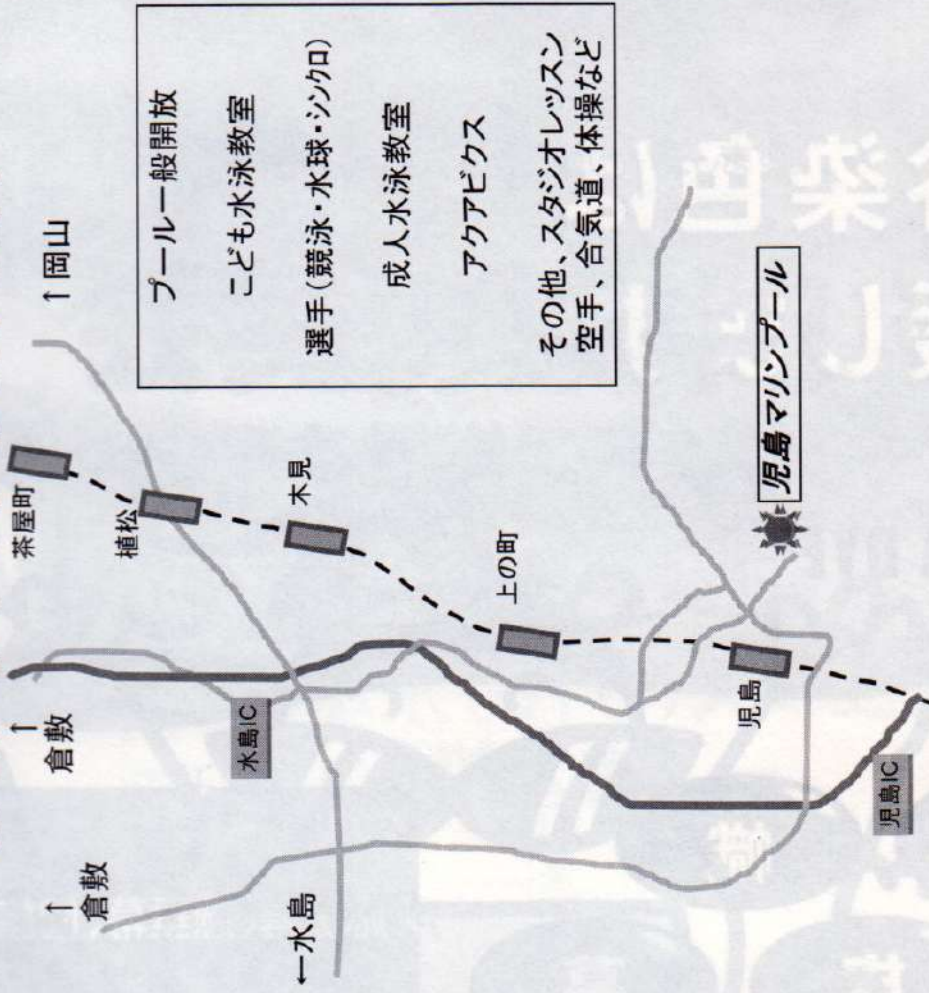 ↑岡山
プール一般開放
こども水泳教室
選手(競泳・水球・シンクロ)
成人水泳教室
アクアビクス
その他、スタジオレッスン
空手、合気道、体操など
茶屋町
植松
木見
上の町
児島
児島マリンプール
↑
倉敷
水島IC
↑
倉敷
←水島
児島IC